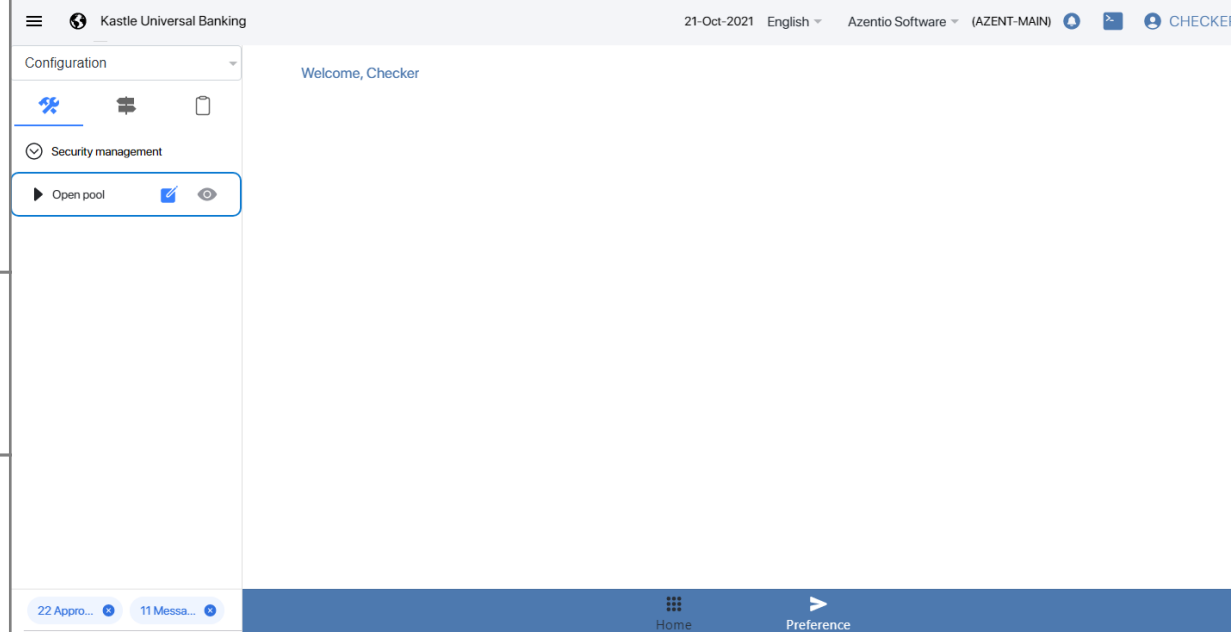 Kastle Universal Banking
21-Oct-2021 English Azentio Software (AZENT-MAIN) CHECKER
Configuration
Welcome, Checker
Security management
Open pool
22 Appro... 11 Messa...
Home Preference